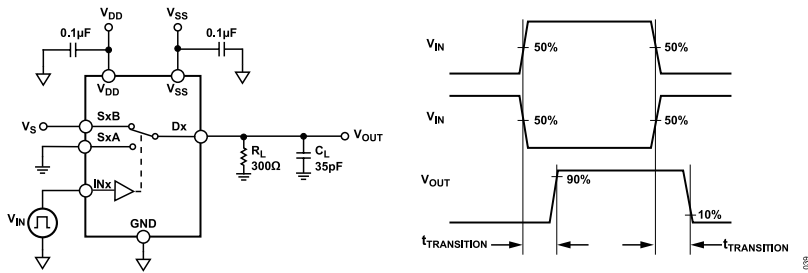 VDD
VSS
0.1µF
0.1µF
VDD
VSS
SxB
VS
Dx
VOUT
SxA
RL
300Ω
CL
35pF
INx
VIN
GND
VIN
50%
50%
VIN
50%
50%
VOUT
90%
10%
tTRANSITION
tTRANSITION